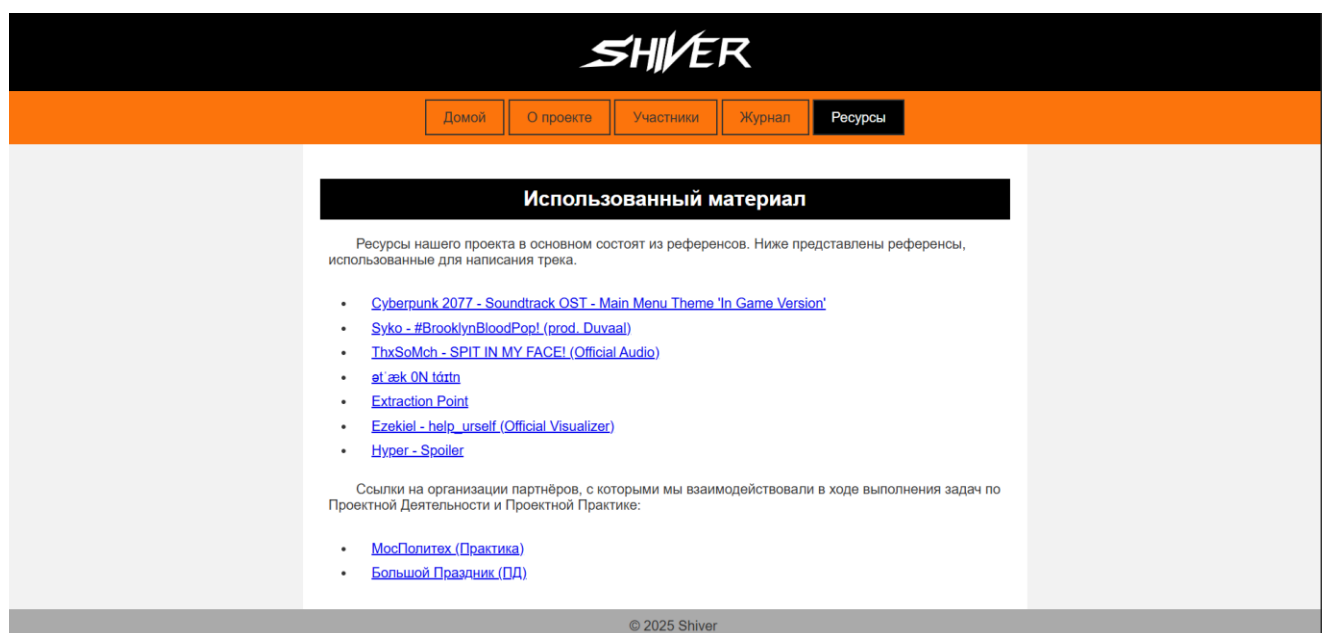 SHIVER
Домой
О проекте
Участники
Журнал
Ресурсы
Использованный материал
Ресурсы нашего проекта в основном состоят из референсов. Ниже представлены референсы,
использованные для написания трека.
• Cyberpunk 2077 - Soundtrack OST - Main Menu Theme 'In Game Version'
• Syko - #BrooklynBloodPop! (prod. Duvaal)
• ThxSoMch - SPIT IN MY FACE! (Official Audio)
• ətˈæk 0N tάɪtn
• Extraction Point
• Ezekiel - help_urself (Official Visualizer)
• Hyper - Spoiler
Ссылки на организации партнёров, с которыми мы взаимодействовали в ходе выполнения задач по
Проектной Деятельности и Проектной Практике:
• МосПолитех (Практика)
• Большой Праздник (ПД)
© 2025 Shiver